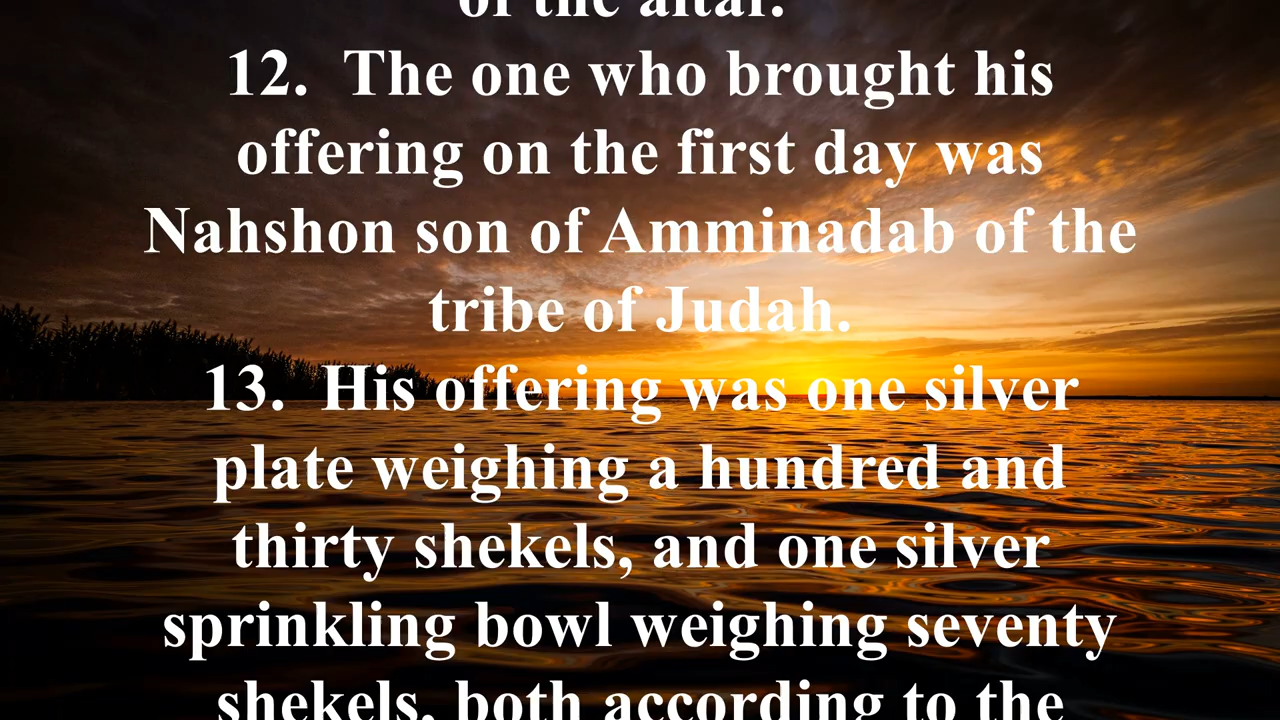 of the altar.
12. The one who brought his
offering on the first day was
Nahshon son of Amminadab of the
tribe of Judah.
13. His offering was one silver
plate weighing a hundred and
thirty shekels, and one silver
sprinkling bowl weighing seventy
shekels, both according to the